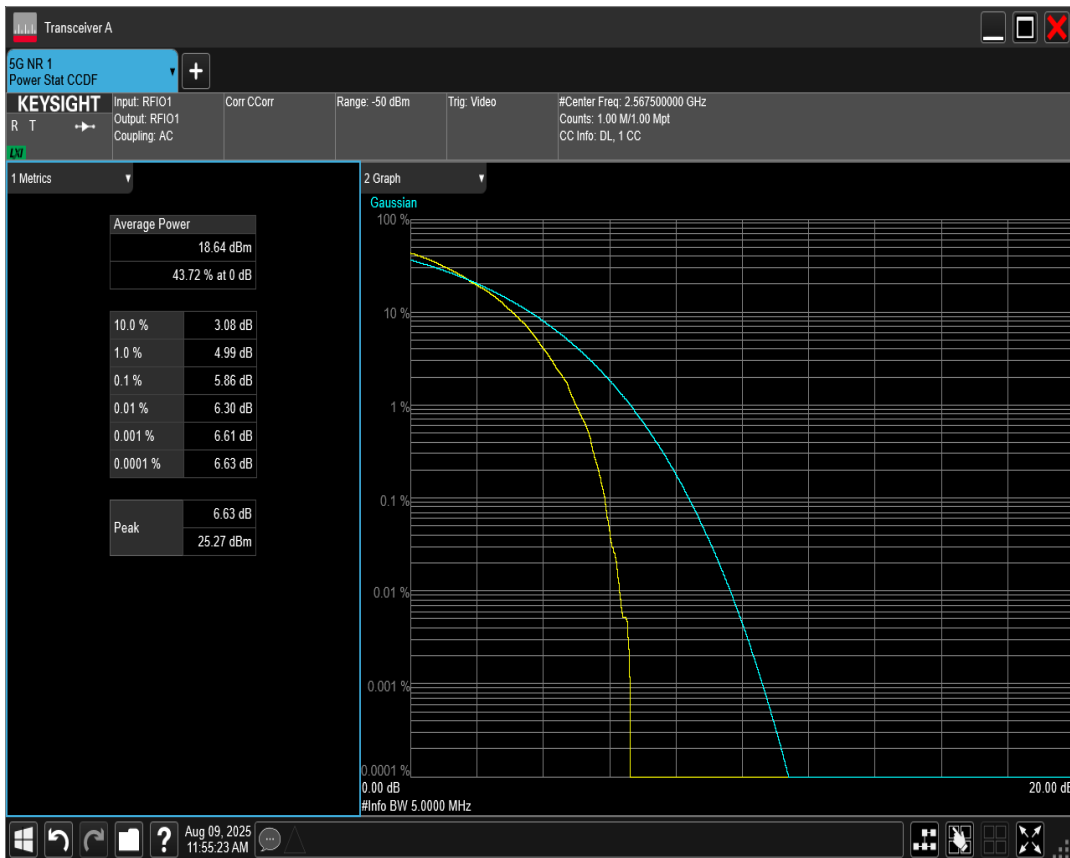 Transceiver A
5G NR 1
Power Stat CCDF
+
KEYSIGHT
R T
LXI
Input: RFIO1
Output: RFIO1
Coupling: AC
Corr CCorr
Range: -50 dBm
Trig: Video
#Center Freq: 2.567500000 GHz
Counts: 1.00 M/1.00 Mpt
CC Info: DL, 1 CC
1 Metrics
Average Power
18.64 dBm
43.72 % at 0 dB
10.0 % 3.08 dB
1.0 % 4.99 dB
0.1 % 5.86 dB
0.01 % 6.30 dB
0.001 % 6.61 dB
0.0001 % 6.63 dB
Peak
6.63 dB
25.27 dBm
2 Graph
Gaussian
100 %
10 %
1 %
0.1 %
0.01 %
0.001 %
0.0001 %
0.00 dB 20.00 dB
#Info BW 5.0000 MHz
?
Aug 09, 2025
11:55:23 AM